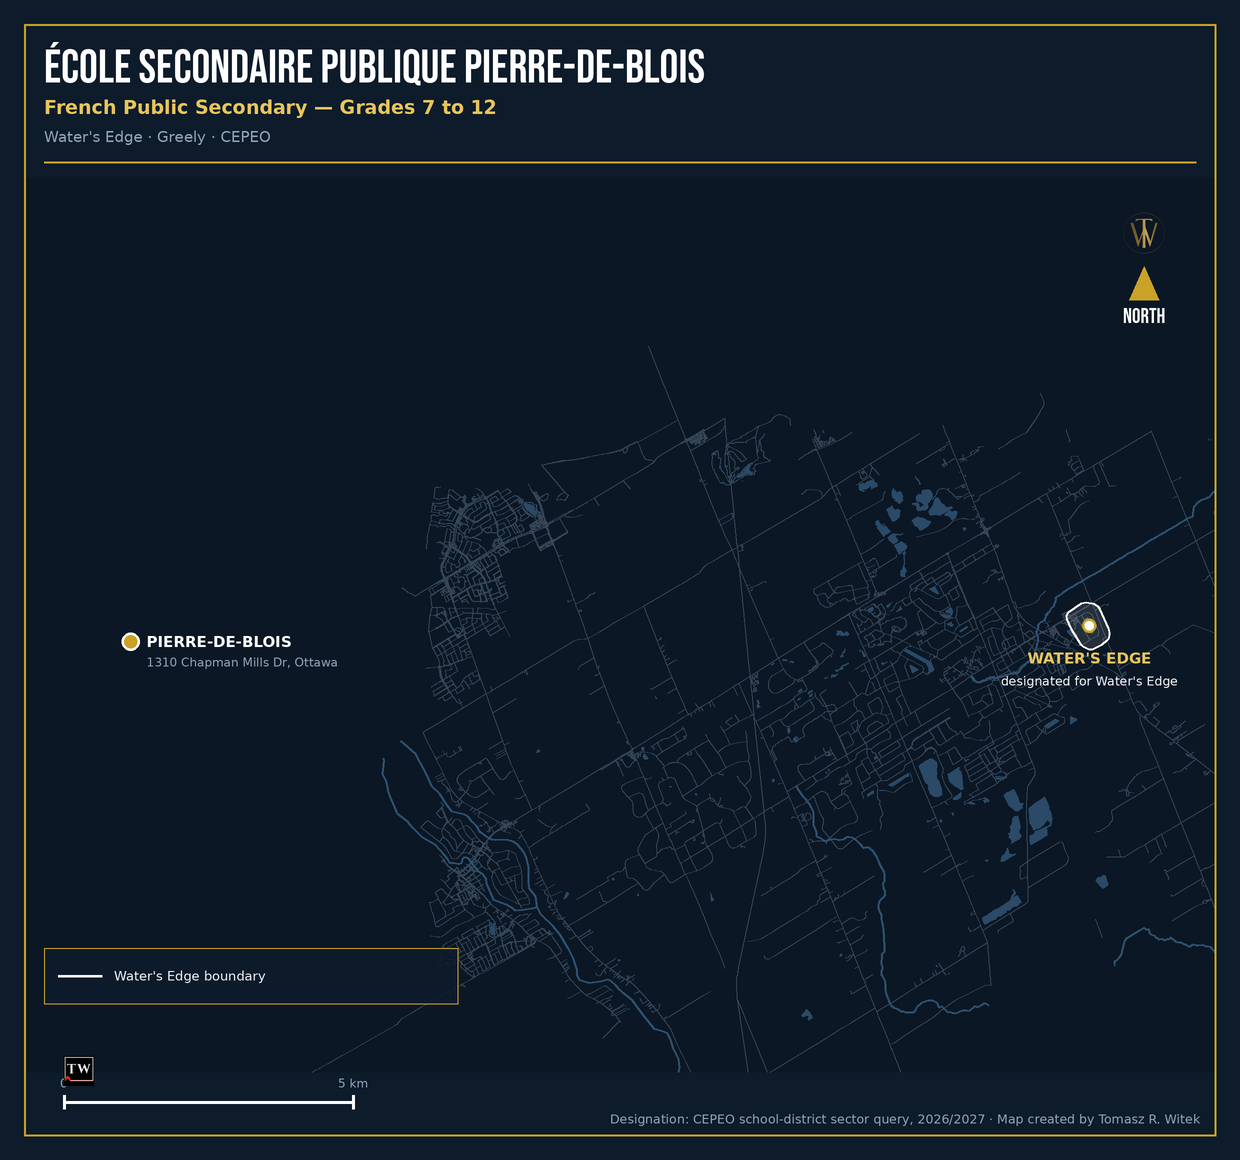 ÉCOLE SECONDAIRE PUBLIQUE PIERRE-DE-BLOIS
French Public Secondary — Grades 7 to 12
Water's Edge · Greely · CEPEO
TW
NORTH
PIERRE-DE-BLOIS
1310 Chapman Mills Dr, Ottawa
WATER'S EDGE
designated for Water's Edge
Water's Edge boundary
TW
0 5 km
Designation: CEPEO school-district sector query, 2026/2027 · Map created by Tomasz R. Witek